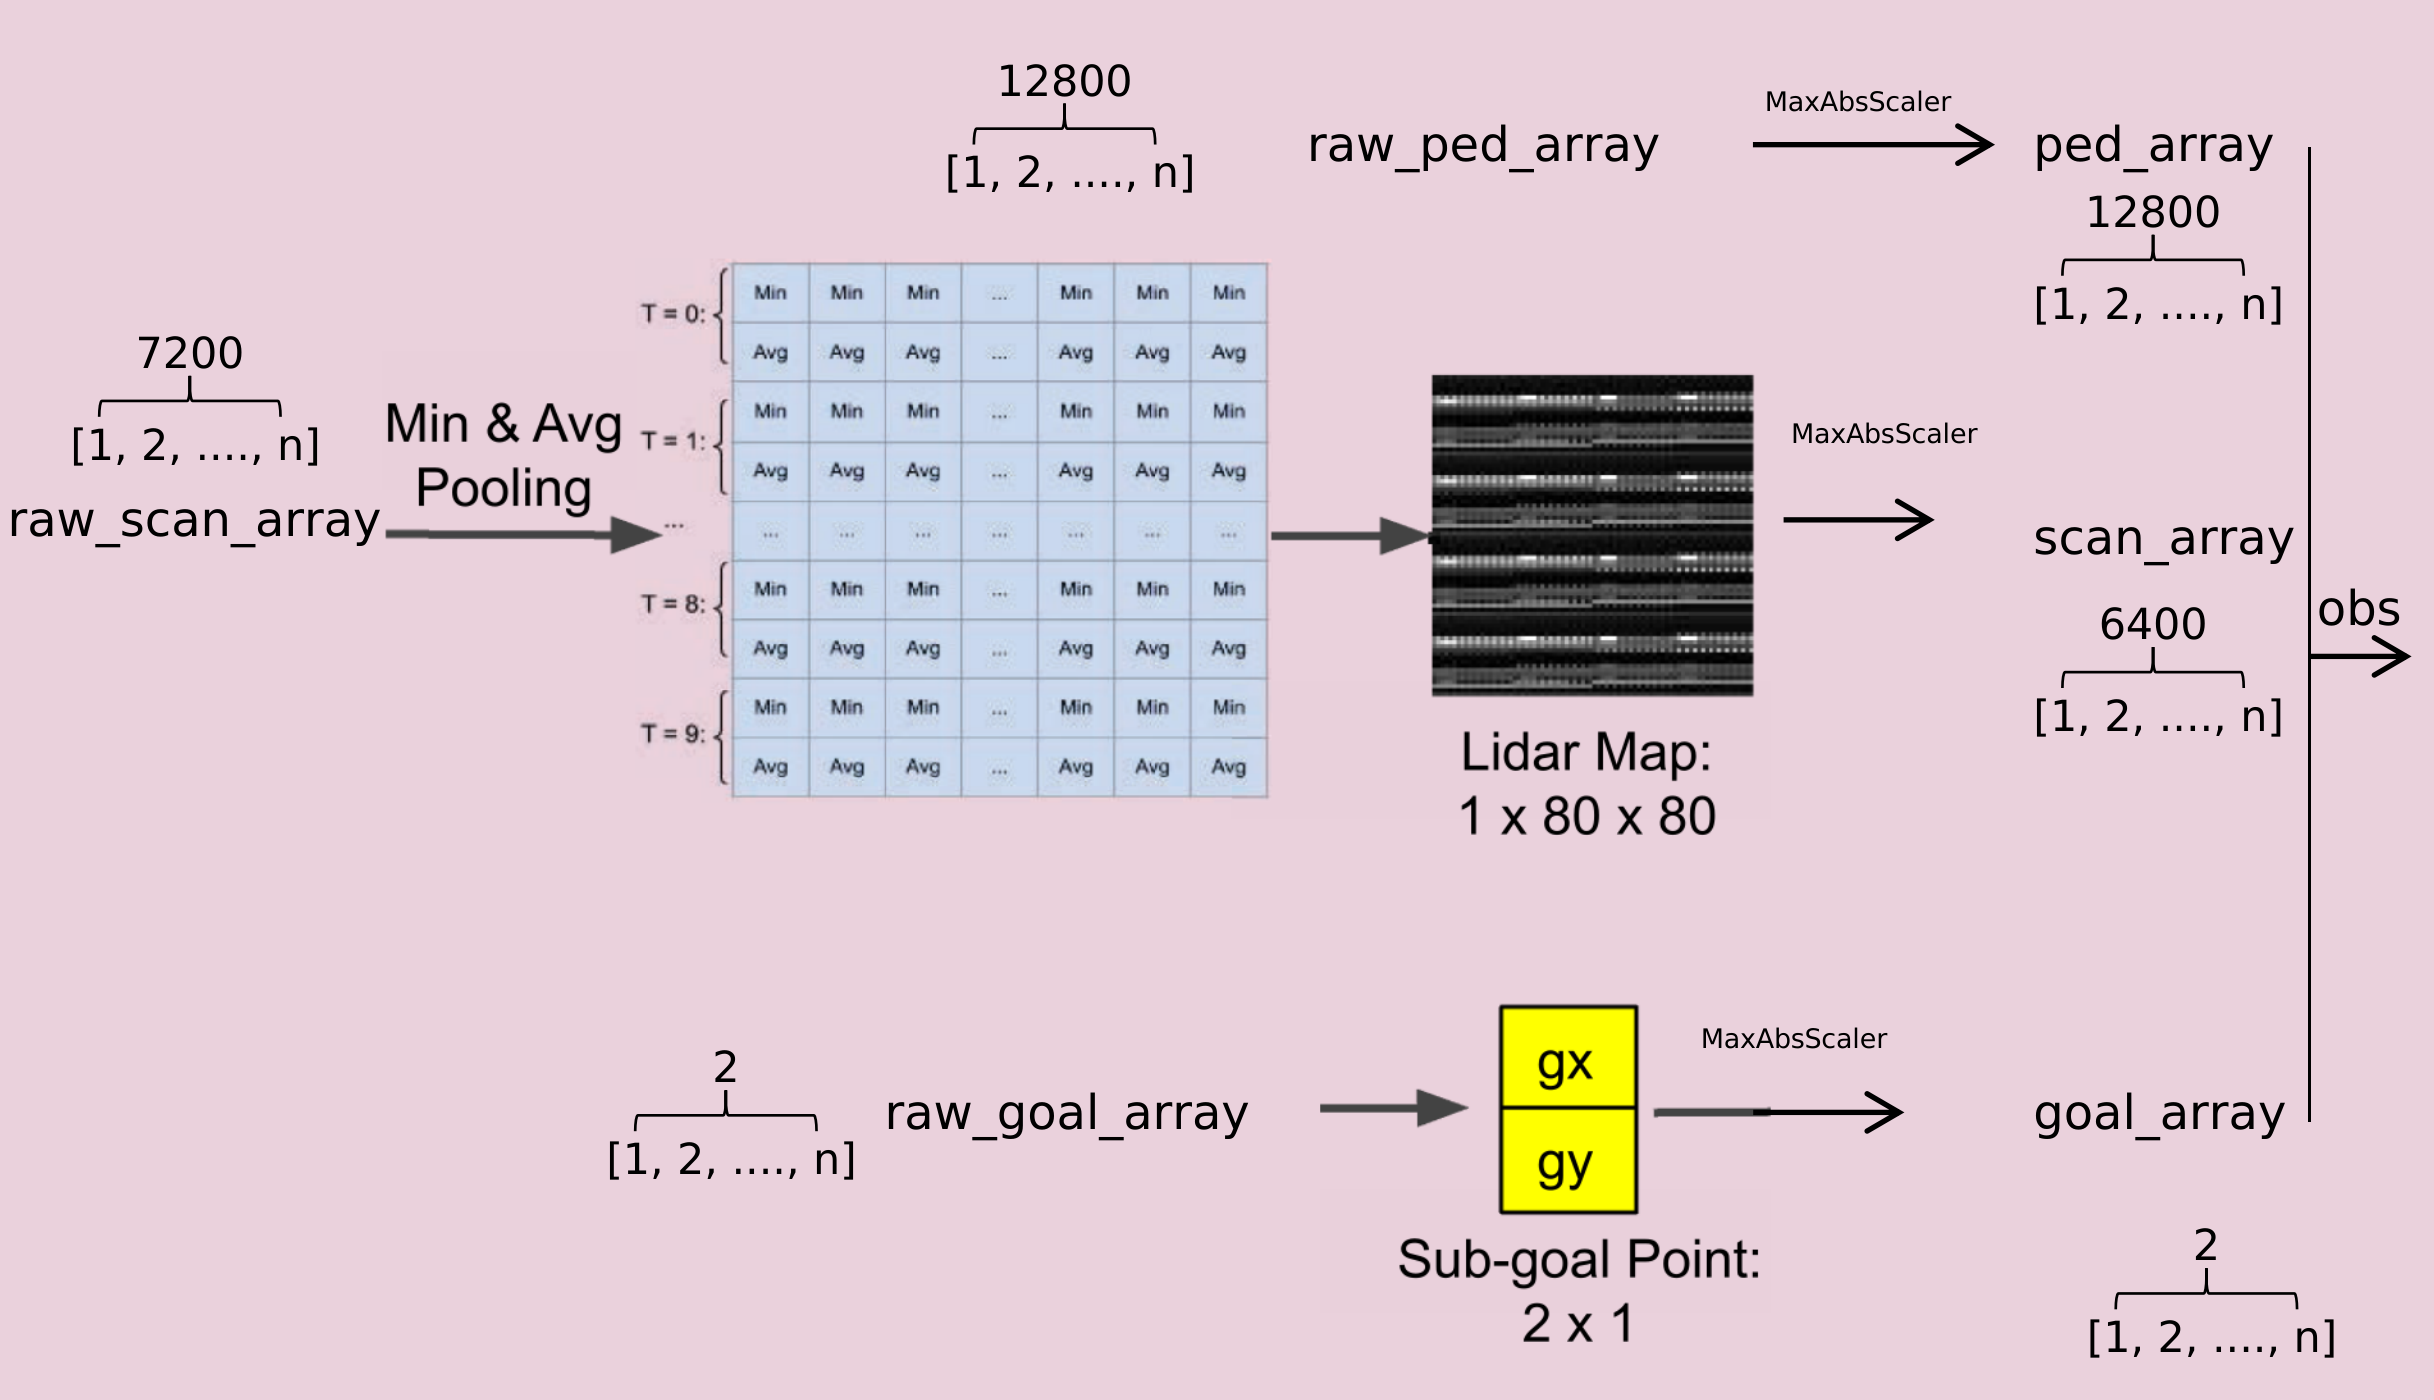 12800
[1, 2, ...., n]
raw_ped_array
MaxAbsScaler
ped_array
12800
[1, 2, ...., n]
7200
[1, 2, ...., n]
raw_scan_array
Min & Avg
Pooling
T = 0:
Min Min Min ... Min Min Min
Avg Avg Avg ... Avg Avg Avg
T = 1:
Min Min Min ... Min Min Min
Avg Avg Avg ... Avg Avg Avg
...
... ... ... ... ... ... ...
T = 8:
Min Min Min ... Min Min Min
Avg Avg Avg ... Avg Avg Avg
T = 9:
Min Min Min ... Min Min Min
Avg Avg Avg ... Avg Avg Avg
Lidar Map:
1 x 80 x 80
MaxAbsScaler
scan_array
6400
[1, 2, ...., n]
obs
2
[1, 2, ...., n]
raw_goal_array
gx
gy
Sub-goal Point:
2 x 1
MaxAbsScaler
goal_array
2
[1, 2, ...., n]